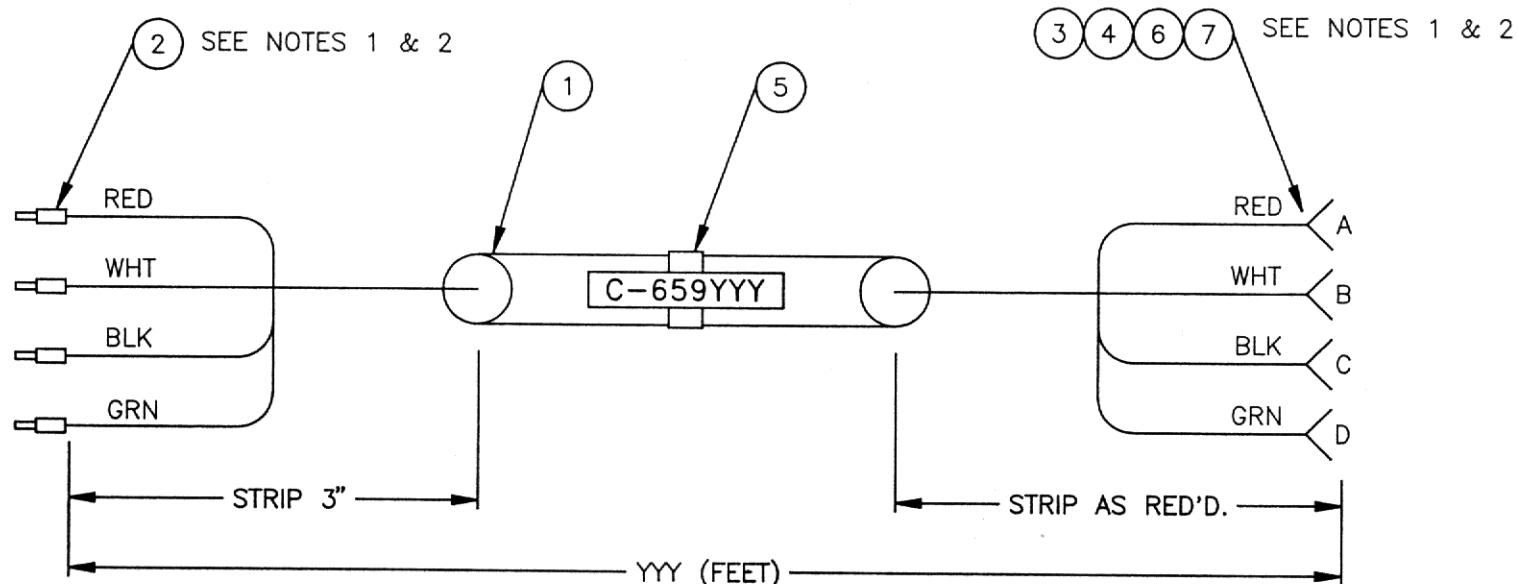 2 SEE NOTES 1 & 2
3 4 6 7 SEE NOTES 1 & 2
1
5
RED
WHT
BLK
GRN
C-659YYY
RED A
WHT B
BLK C
GRN D
STRIP 3"
STRIP AS RED'D.
YYY (FEET)